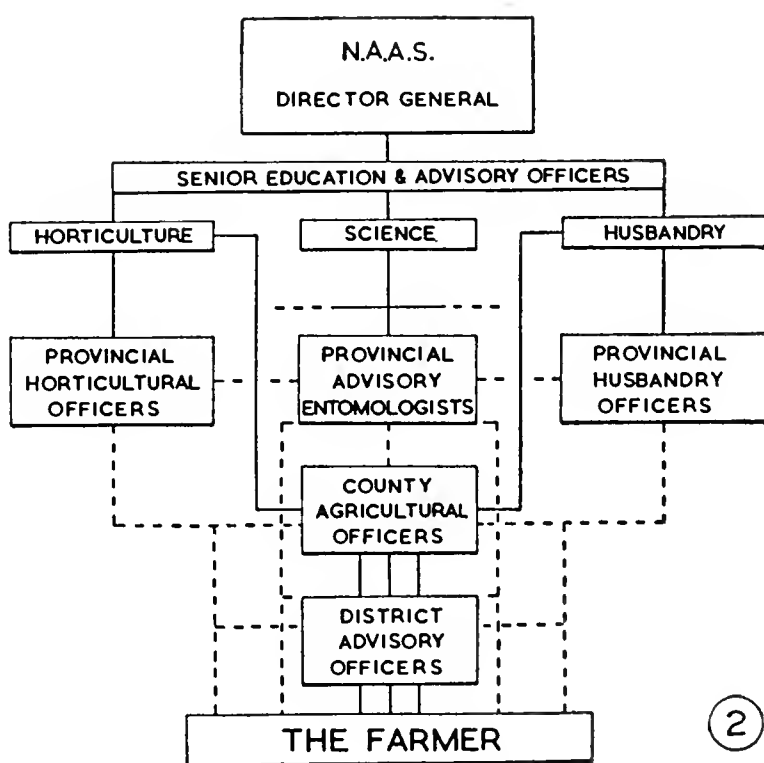 N.A.A.S.
DIRECTOR GENERAL
SENIOR EDUCATION & ADVISORY OFFICERS
HORTICULTURE
SCIENCE
HUSBANDRY
PROVINCIAL
HORTICULTURAL
OFFICERS
PROVINCIAL
ADVISORY
ENTOMOLOGISTS
PROVINCIAL
HUSBANDRY
OFFICERS
COUNTY
AGRICULTURAL
OFFICERS
DISTRICT
ADVISORY
OFFICERS
THE FARMER
2